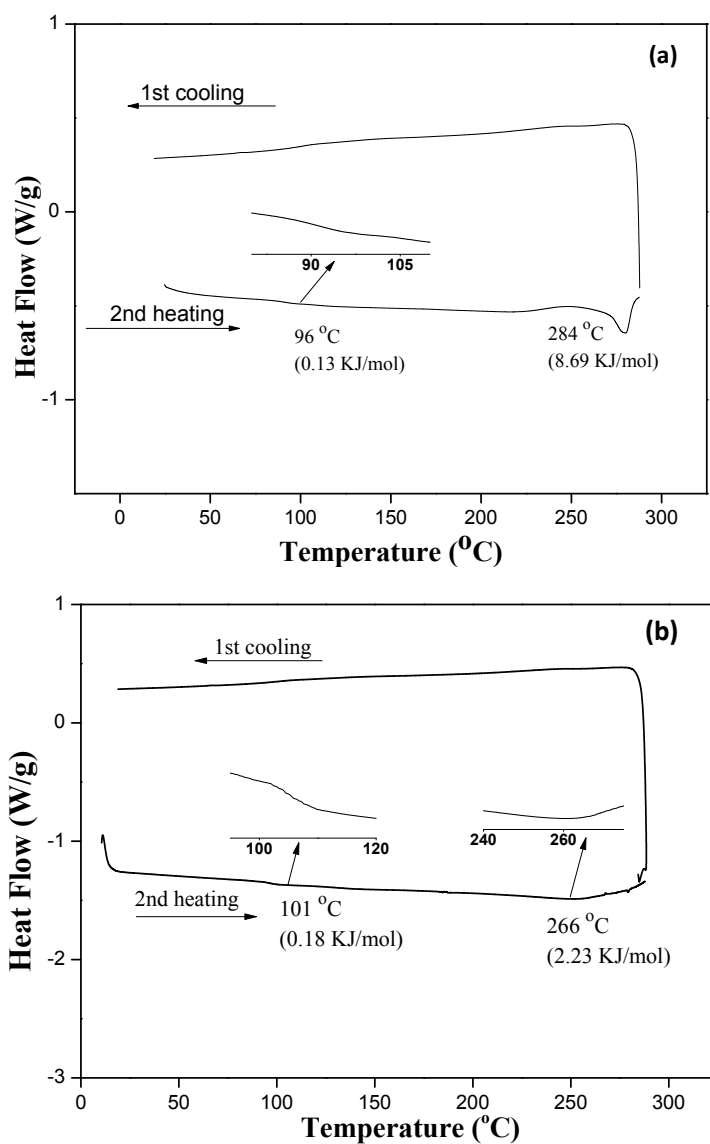 (a)
1st cooling
2nd heating
90 105
96 °C
(0.13 KJ/mol)
284 °C
(8.69 KJ/mol)
1
0
-1
Heat Flow (W/g)
0 50 100 150 200 250 300
Temperature (°C)
(b)
1st cooling
2nd heating
100 120
240 260
101 °C
(0.18 KJ/mol)
266 °C
(2.23 KJ/mol)
1
0
-1
-2
-3
Heat Flow (W/g)
0 50 100 150 200 250 300
Temperature (°C)